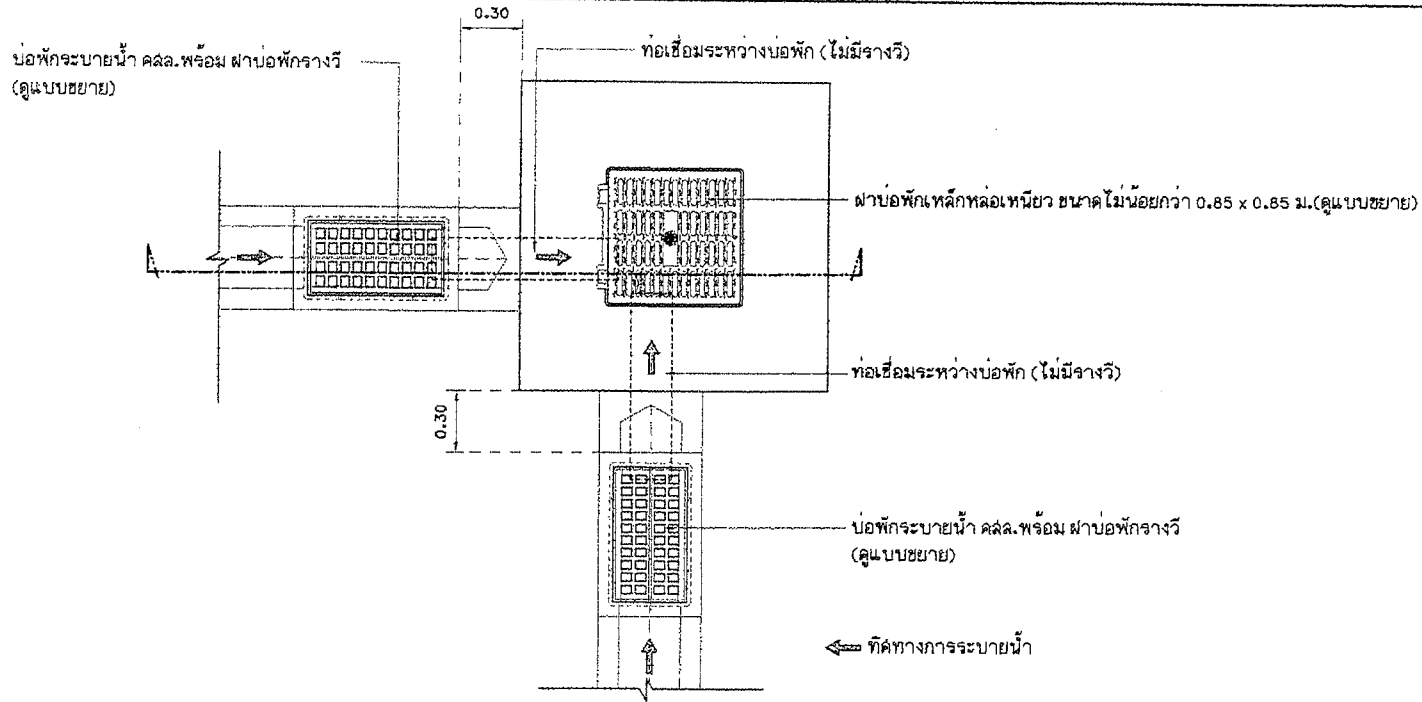 0.30
บ่อพักระบายน้ำ คสล.พร้อม ฝาบ่อพักรางวี
(ดูแบบขยาย)
ท่อเชื่อมระหว่างบ่อพัก (ไม่มีรางวี)
ฝาบ่อพักเหล็กหล่อเหนียว ขนาดไม่น้อยกว่า 0.85 x 0.85 ม.(ดูแบบขยาย)
ท่อเชื่อมระหว่างบ่อพัก (ไม่มีรางวี)
0.30
บ่อพักระบายน้ำ คสล.พร้อม ฝาบ่อพักรางวี
(ดูแบบขยาย)
ทิศทางการระบายน้ำ